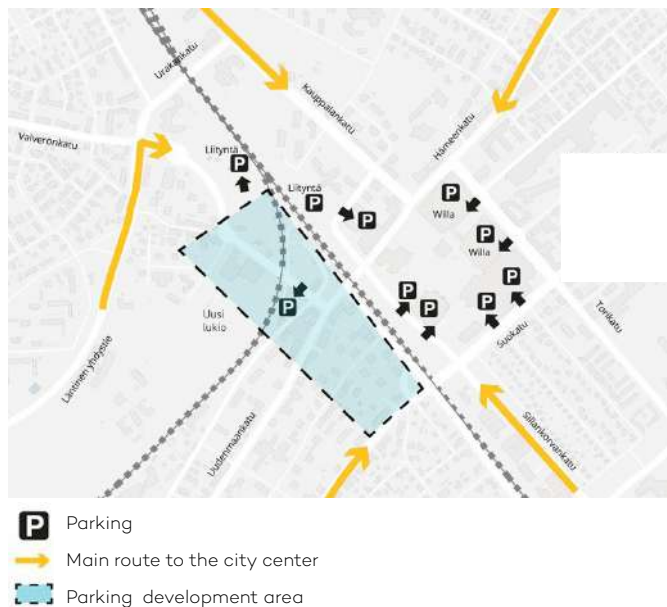 Urakankatu
Kauppalankatu
Hämeenkatu
Valveronkatu
Liityntä
P
Liityntä
P
P
P
Willa
P
Willa
P
P
P
P
P
Uusi
lukio
Torikatu
Suokatu
Läntinen yhdystie
Uudenmaankatu
Sillankorvankatu
P Parking
Main route to the city center
Parking development area